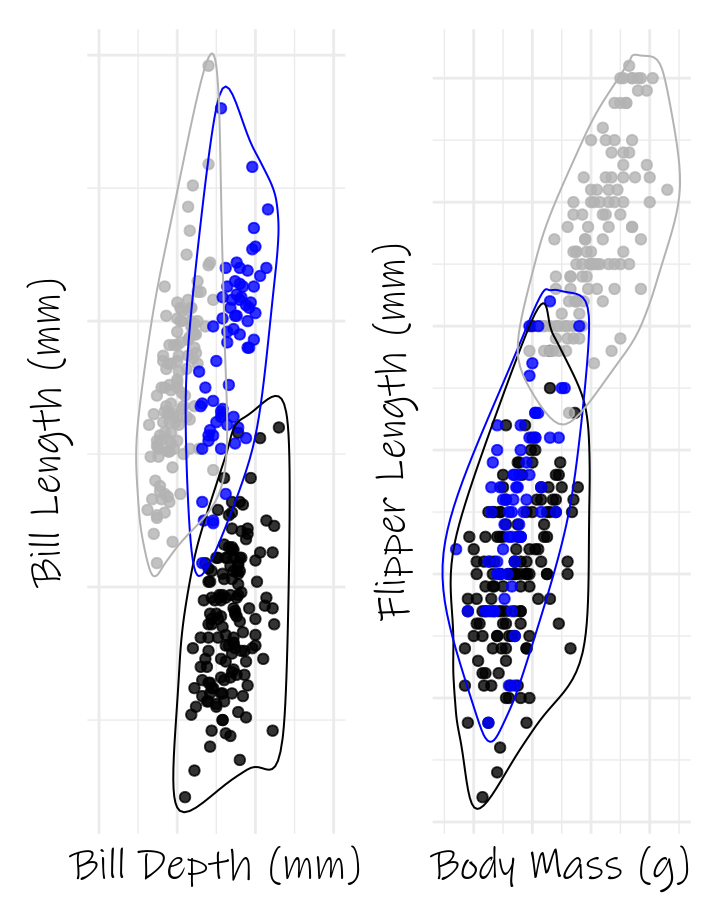 Bill Length (mm)
Bill Depth (mm)
Flipper Length (mm)
Body Mass (g)